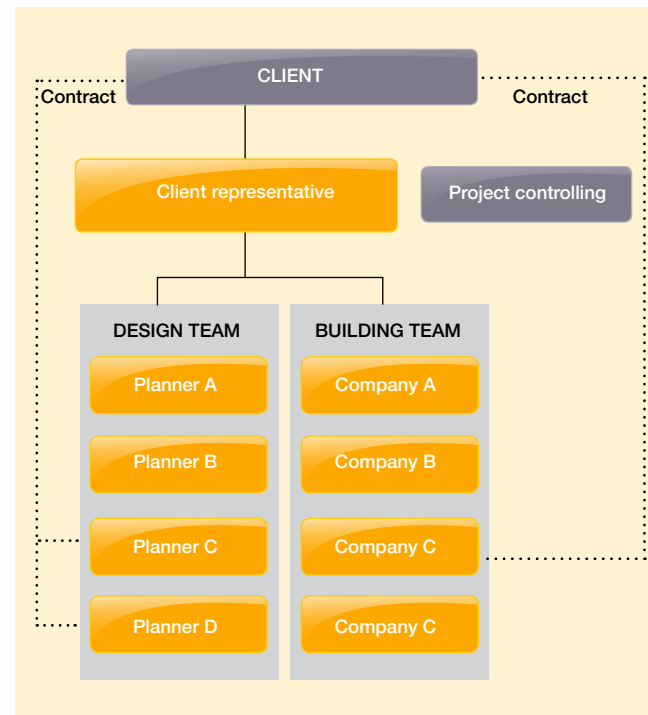 CLIENT
Contract
Contract
Client representative
Project controlling
DESIGN TEAM
BUILDING TEAM
Planner A
Company A
Planner B
Company B
Planner C
Company C
Planner D
Company C